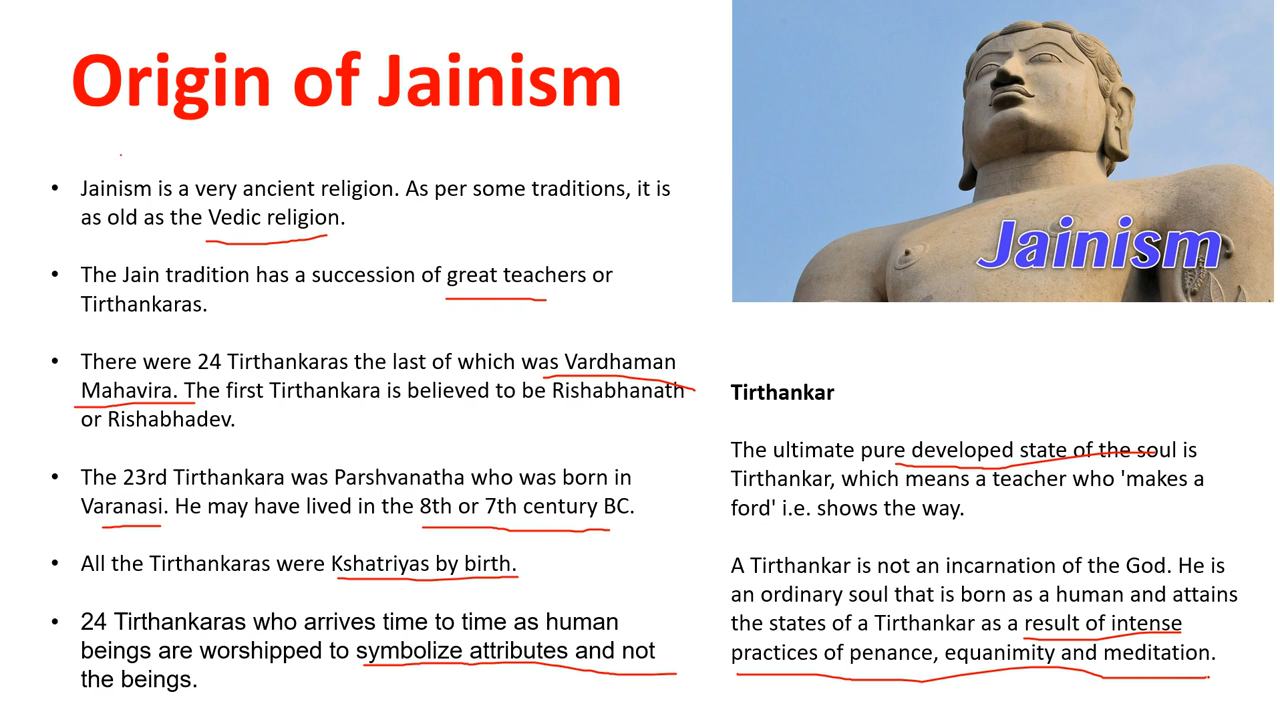 Origin of Jainism
• Jainism is a very ancient religion. As per some traditions, it is
as old as the Vedic religion.
• The Jain tradition has a succession of great teachers or
Tirthankaras.
• There were 24 Tirthankaras the last of which was Vardhaman
Mahavira. The first Tirthankara is believed to be Rishabhanath
or Rishabhadev.
• The 23rd Tirthankara was Parshvanatha who was born in
Varanasi. He may have lived in the 8th or 7th century BC.
• All the Tirthankaras were Kshatriyas by birth.
• 24 Tirthankaras who arrives time to time as human
beings are worshipped to symbolize attributes and not
the beings.
Jainism
Tirthankar
The ultimate pure developed state of the soul is
Tirthankar, which means a teacher who 'makes a
ford' i.e. shows the way.
A Tirthankar is not an incarnation of the God. He is
an ordinary soul that is born as a human and attains
the states of a Tirthankar as a result of intense
practices of penance, equanimity and meditation.